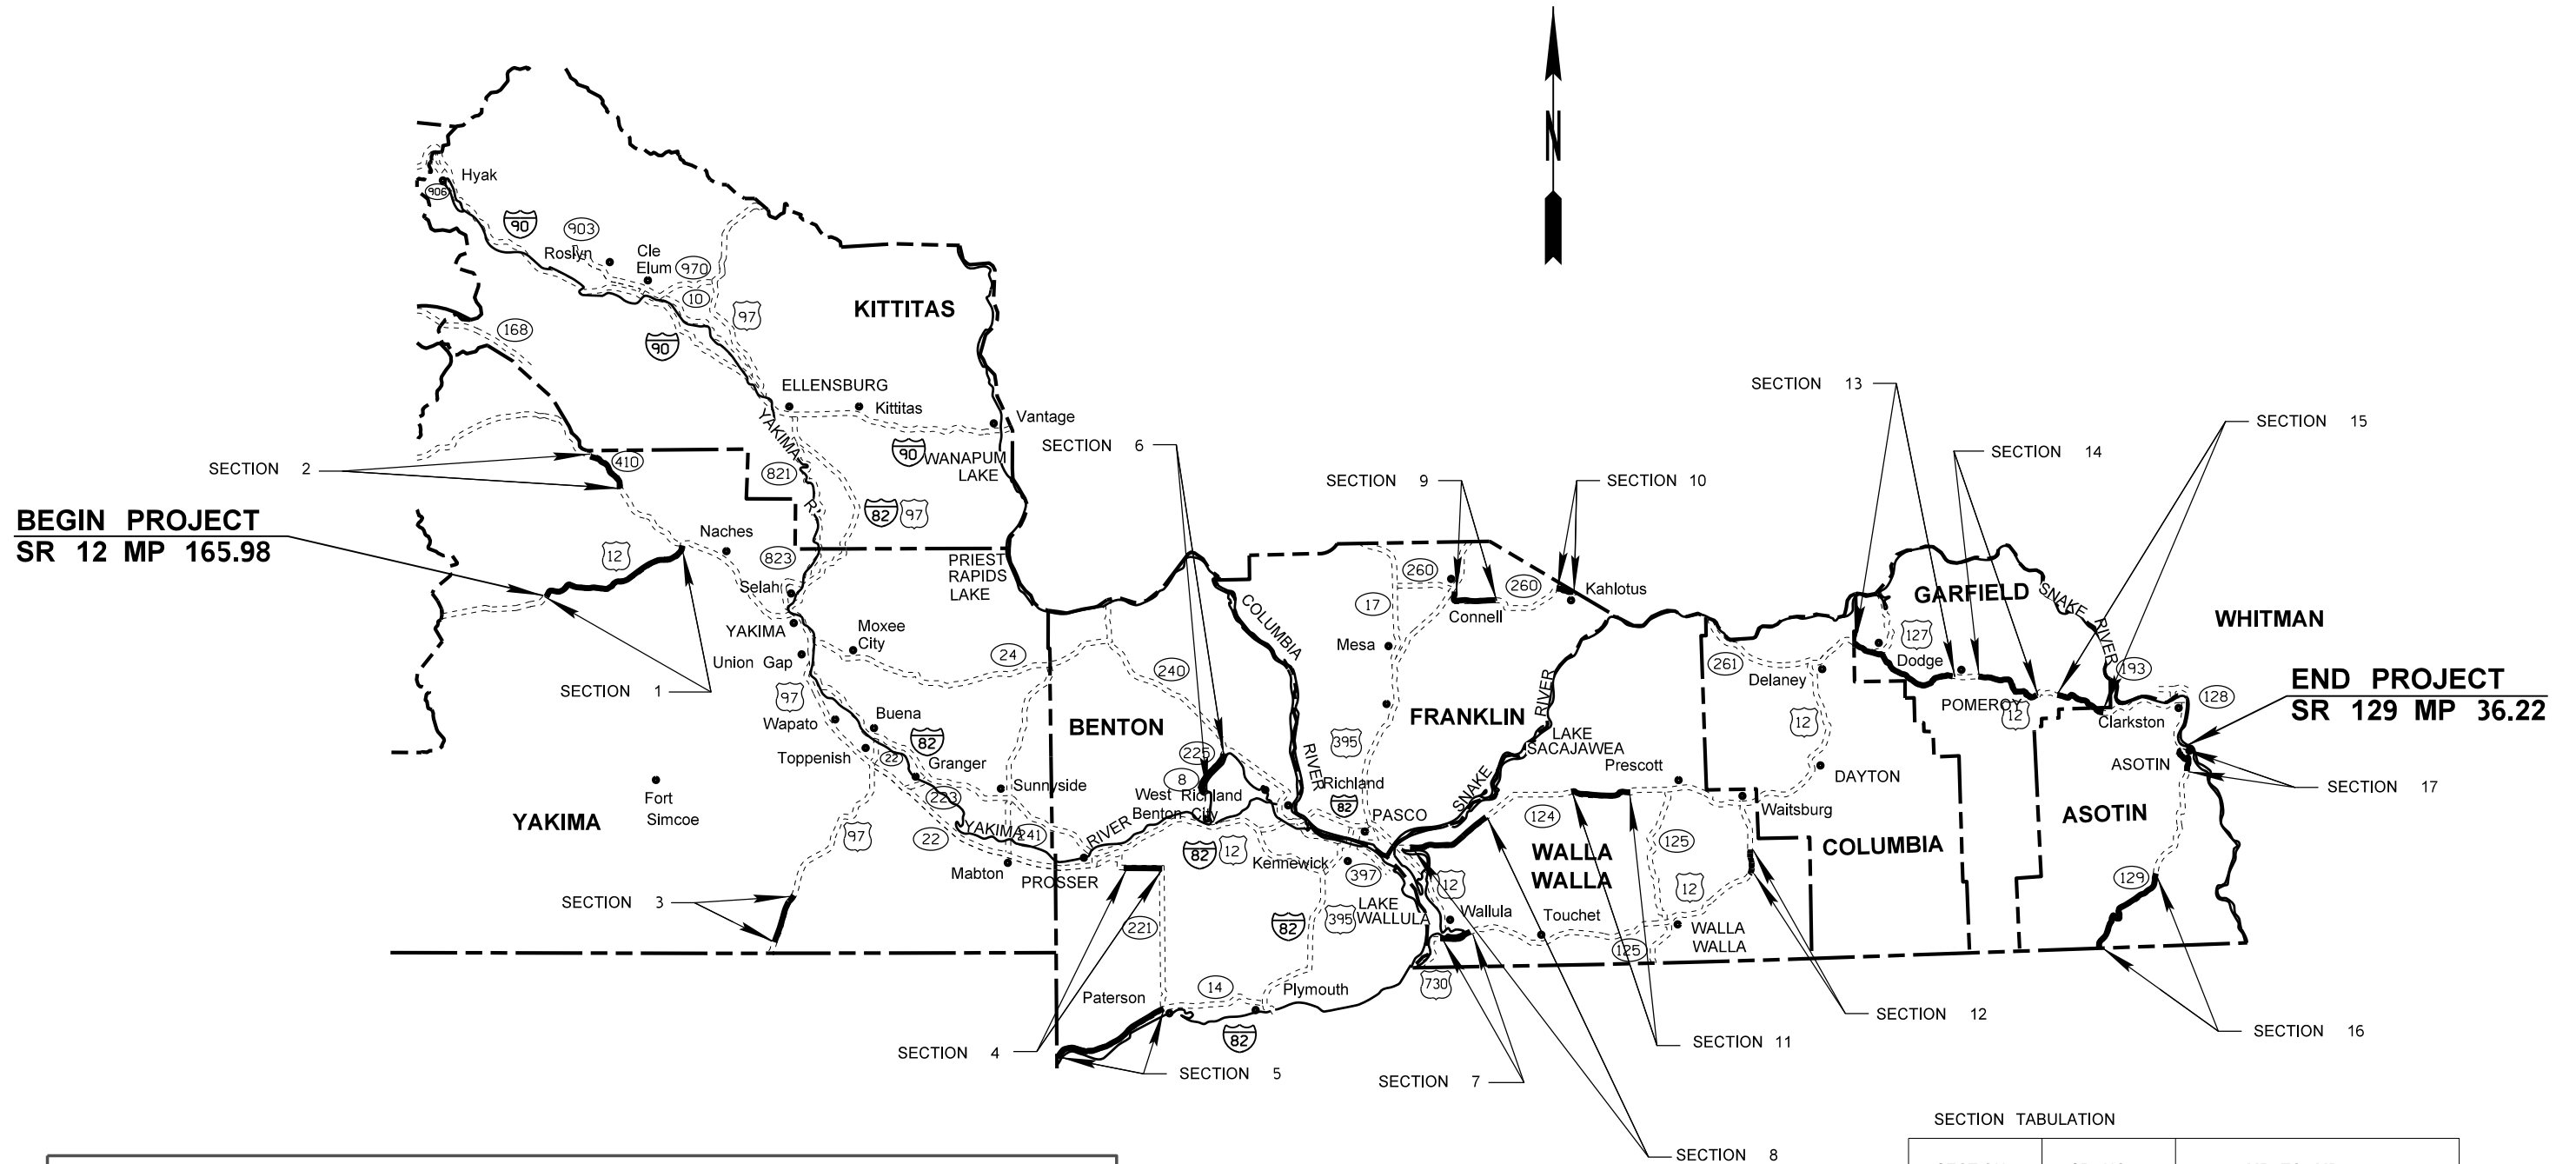 N
Hyak
906
90
903
Roslyn
Cle
Elum
970
10
97
KITTITAS
168
90
ELLENSBURG
Kittitas
Vantage
YAKIMA
R.
SECTION 2
410
821
90
WANAPUM
LAKE
SECTION 6
82
97
BEGIN PROJECT
SR 12 MP 165.98
12
Naches
823
Selah
PRIEST
RAPIDS
LAKE
YAKIMA
Moxee
City
Union Gap
24
SECTION 1
97
Wapato
Buena
Toppenish
22
82
Granger
Fort
Simcoe
YAKIMA
223
Sunnyside
97
22
YAKIMA
241
RIVER
Mabton
PROSSER
SECTION 3
BENTON
240
225
8
West Richland
Benton City
COLUMBIA
RIVER
Richland
82
82
12
Kennewick
397
PASCO
221
395
82
LAKE
WALLULA
Paterson
14
Plymouth
82
SECTION 4
SECTION 5
SECTION 7
730
SECTION 9
SECTION 10
260
260
17
Connell
Kahlotus
Mesa
FRANKLIN
395
SNAKE
RIVER
LAKE
SACAJAWEA
Prescott
124
WALLA
WALLA
125
12
Wallula
Touchet
12
WALLA
WALLA
125
SECTION 11
SECTION 8
SECTION 12
261
Delaney
12
DAYTON
Waitsburg
COLUMBIA
SECTION 13
SECTION 14
SECTION 15
GARFIELD
SNAKE
RIVER
127
Dodge
POMEROY
12
WHITMAN
193
128
Clarkston
END PROJECT
SR 129 MP 36.22
ASOTIN
SECTION 17
ASOTIN
129
SECTION 16
SECTION TABULATION